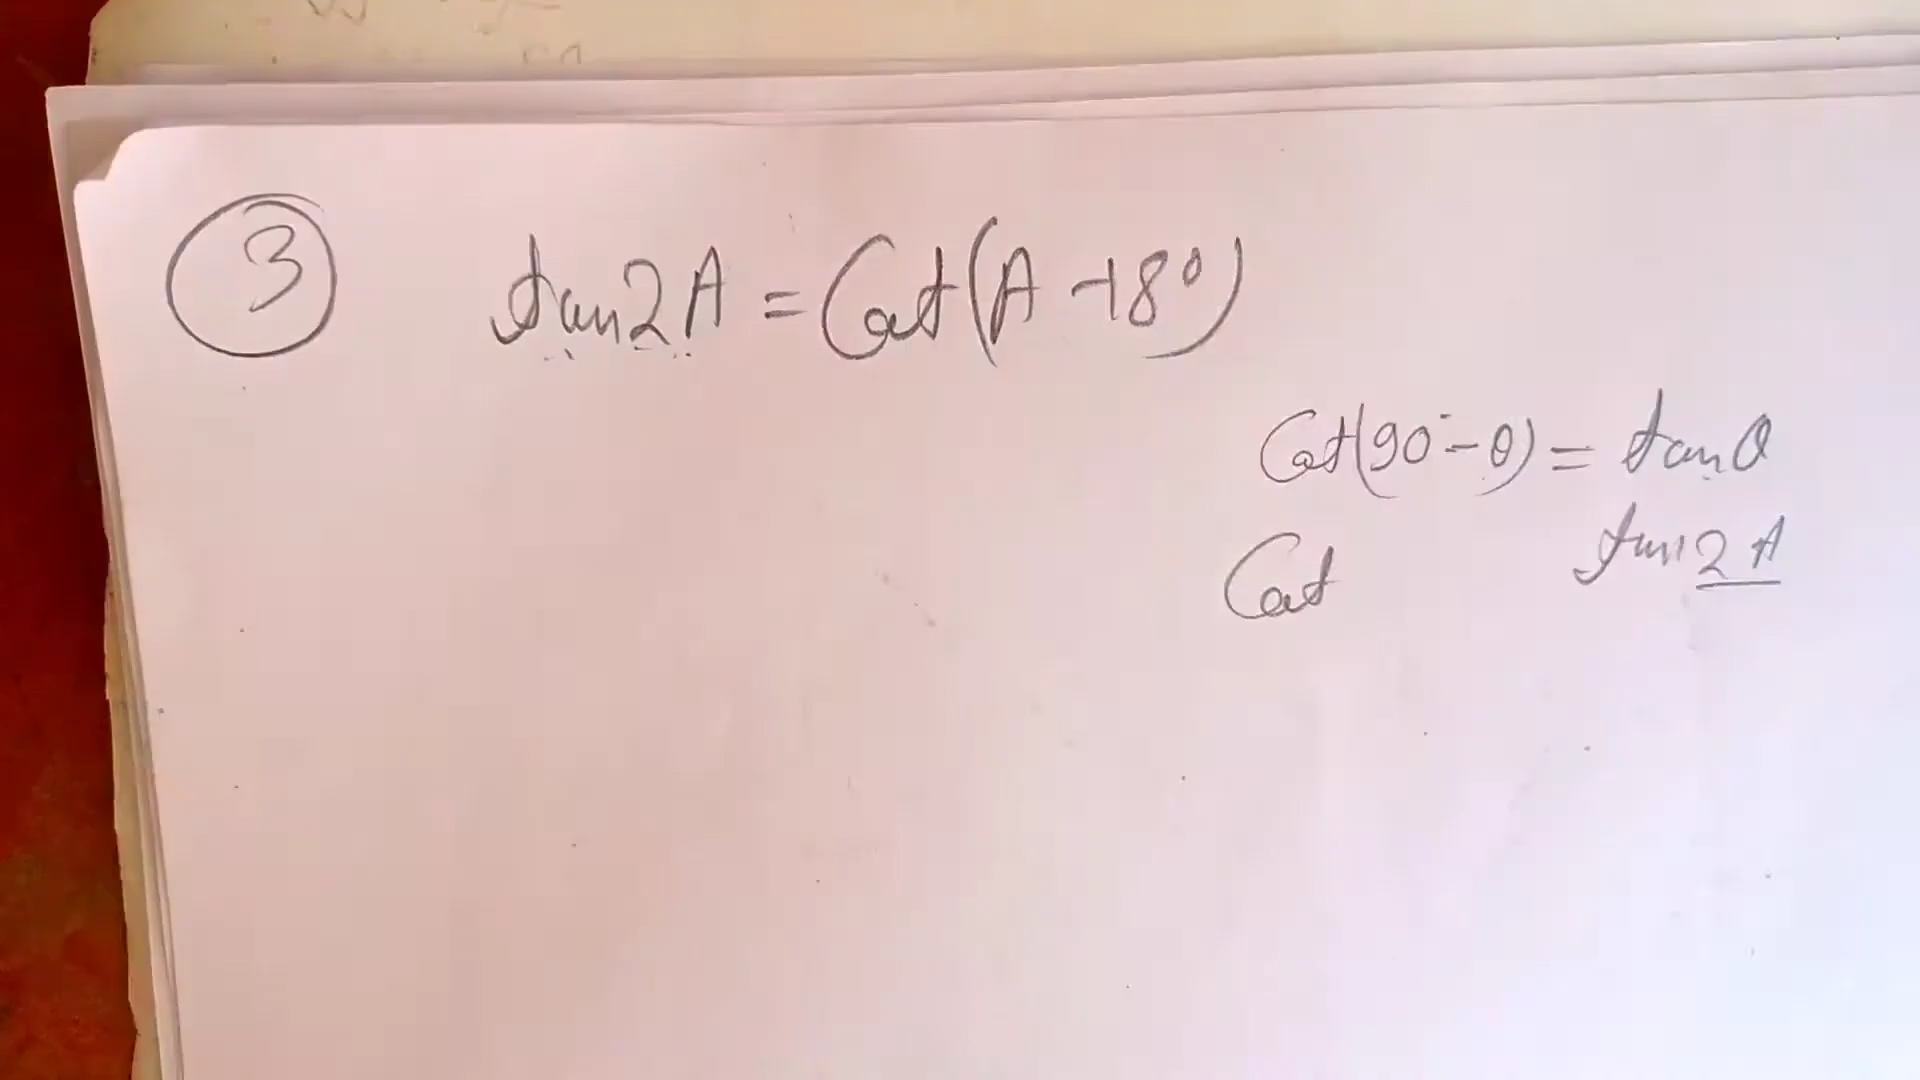 3 tan2A = Cot(A-18°)
Cot(90°-θ) = tanθ
Cot tan2A